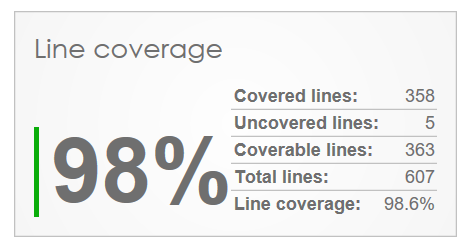 Line coverage
98%
Covered lines: 358
Uncovered lines: 5
Coverable lines: 363
Total lines: 607
Line coverage: 98.6%